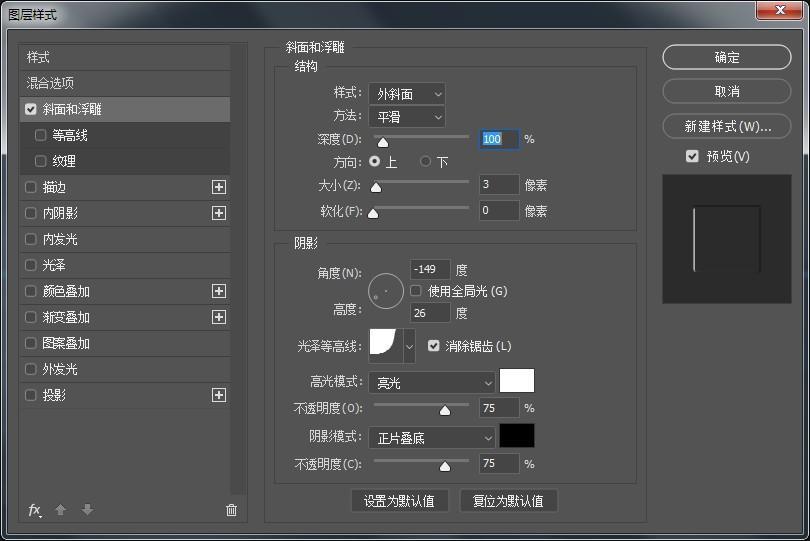 图层样式
样式
混合选项
斜面和浮雕
等高线
纹理
描边
内阴影
内发光
光泽
颜色叠加
渐变叠加
图案叠加
外发光
投影
fx
斜面和浮雕
结构
样式: 外斜面
方法: 平滑
深度(D): 100 %
方向: 上 下
大小(Z): 3 像素
软化(F): 0 像素
阴影
角度(N): -149 度
使用全局光 (G)
高度: 26 度
光泽等高线: 消除锯齿 (L)
高光模式: 亮光
不透明度(O): 75 %
阴影模式: 正片叠底
不透明度(C): 75 %
设置为默认值 复位为默认值
确定
取消
新建样式(W)...
预览(V)